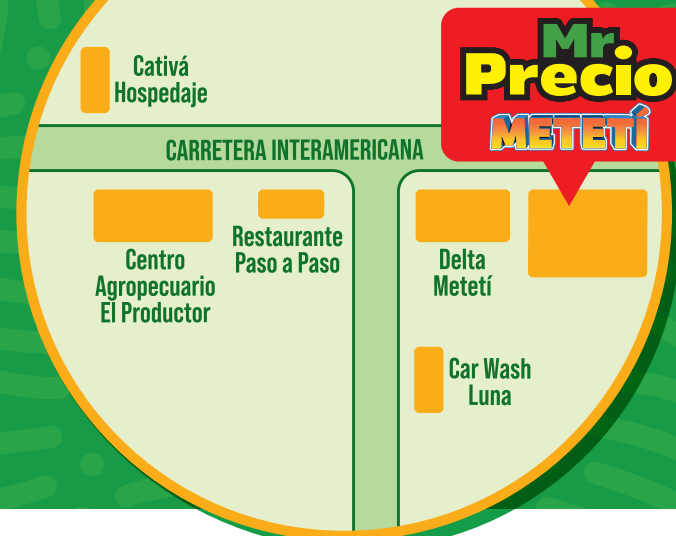 Mr.
Precio
METETÍ
Cativá
Hospedaje
CARRETERA INTERAMERICANA
Centro
Agropecuario
El Productor
Restaurante
Paso a Paso
Delta
Metetí
Car Wash
Luna